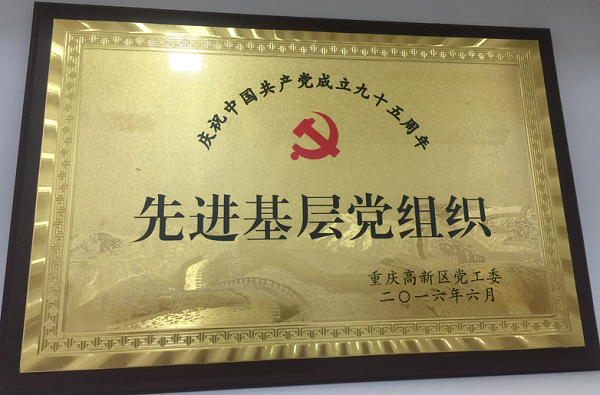 庆祝中国共产党成立九十五周年
先进基层党组织
重庆高新区党工委
二〇一六年六月